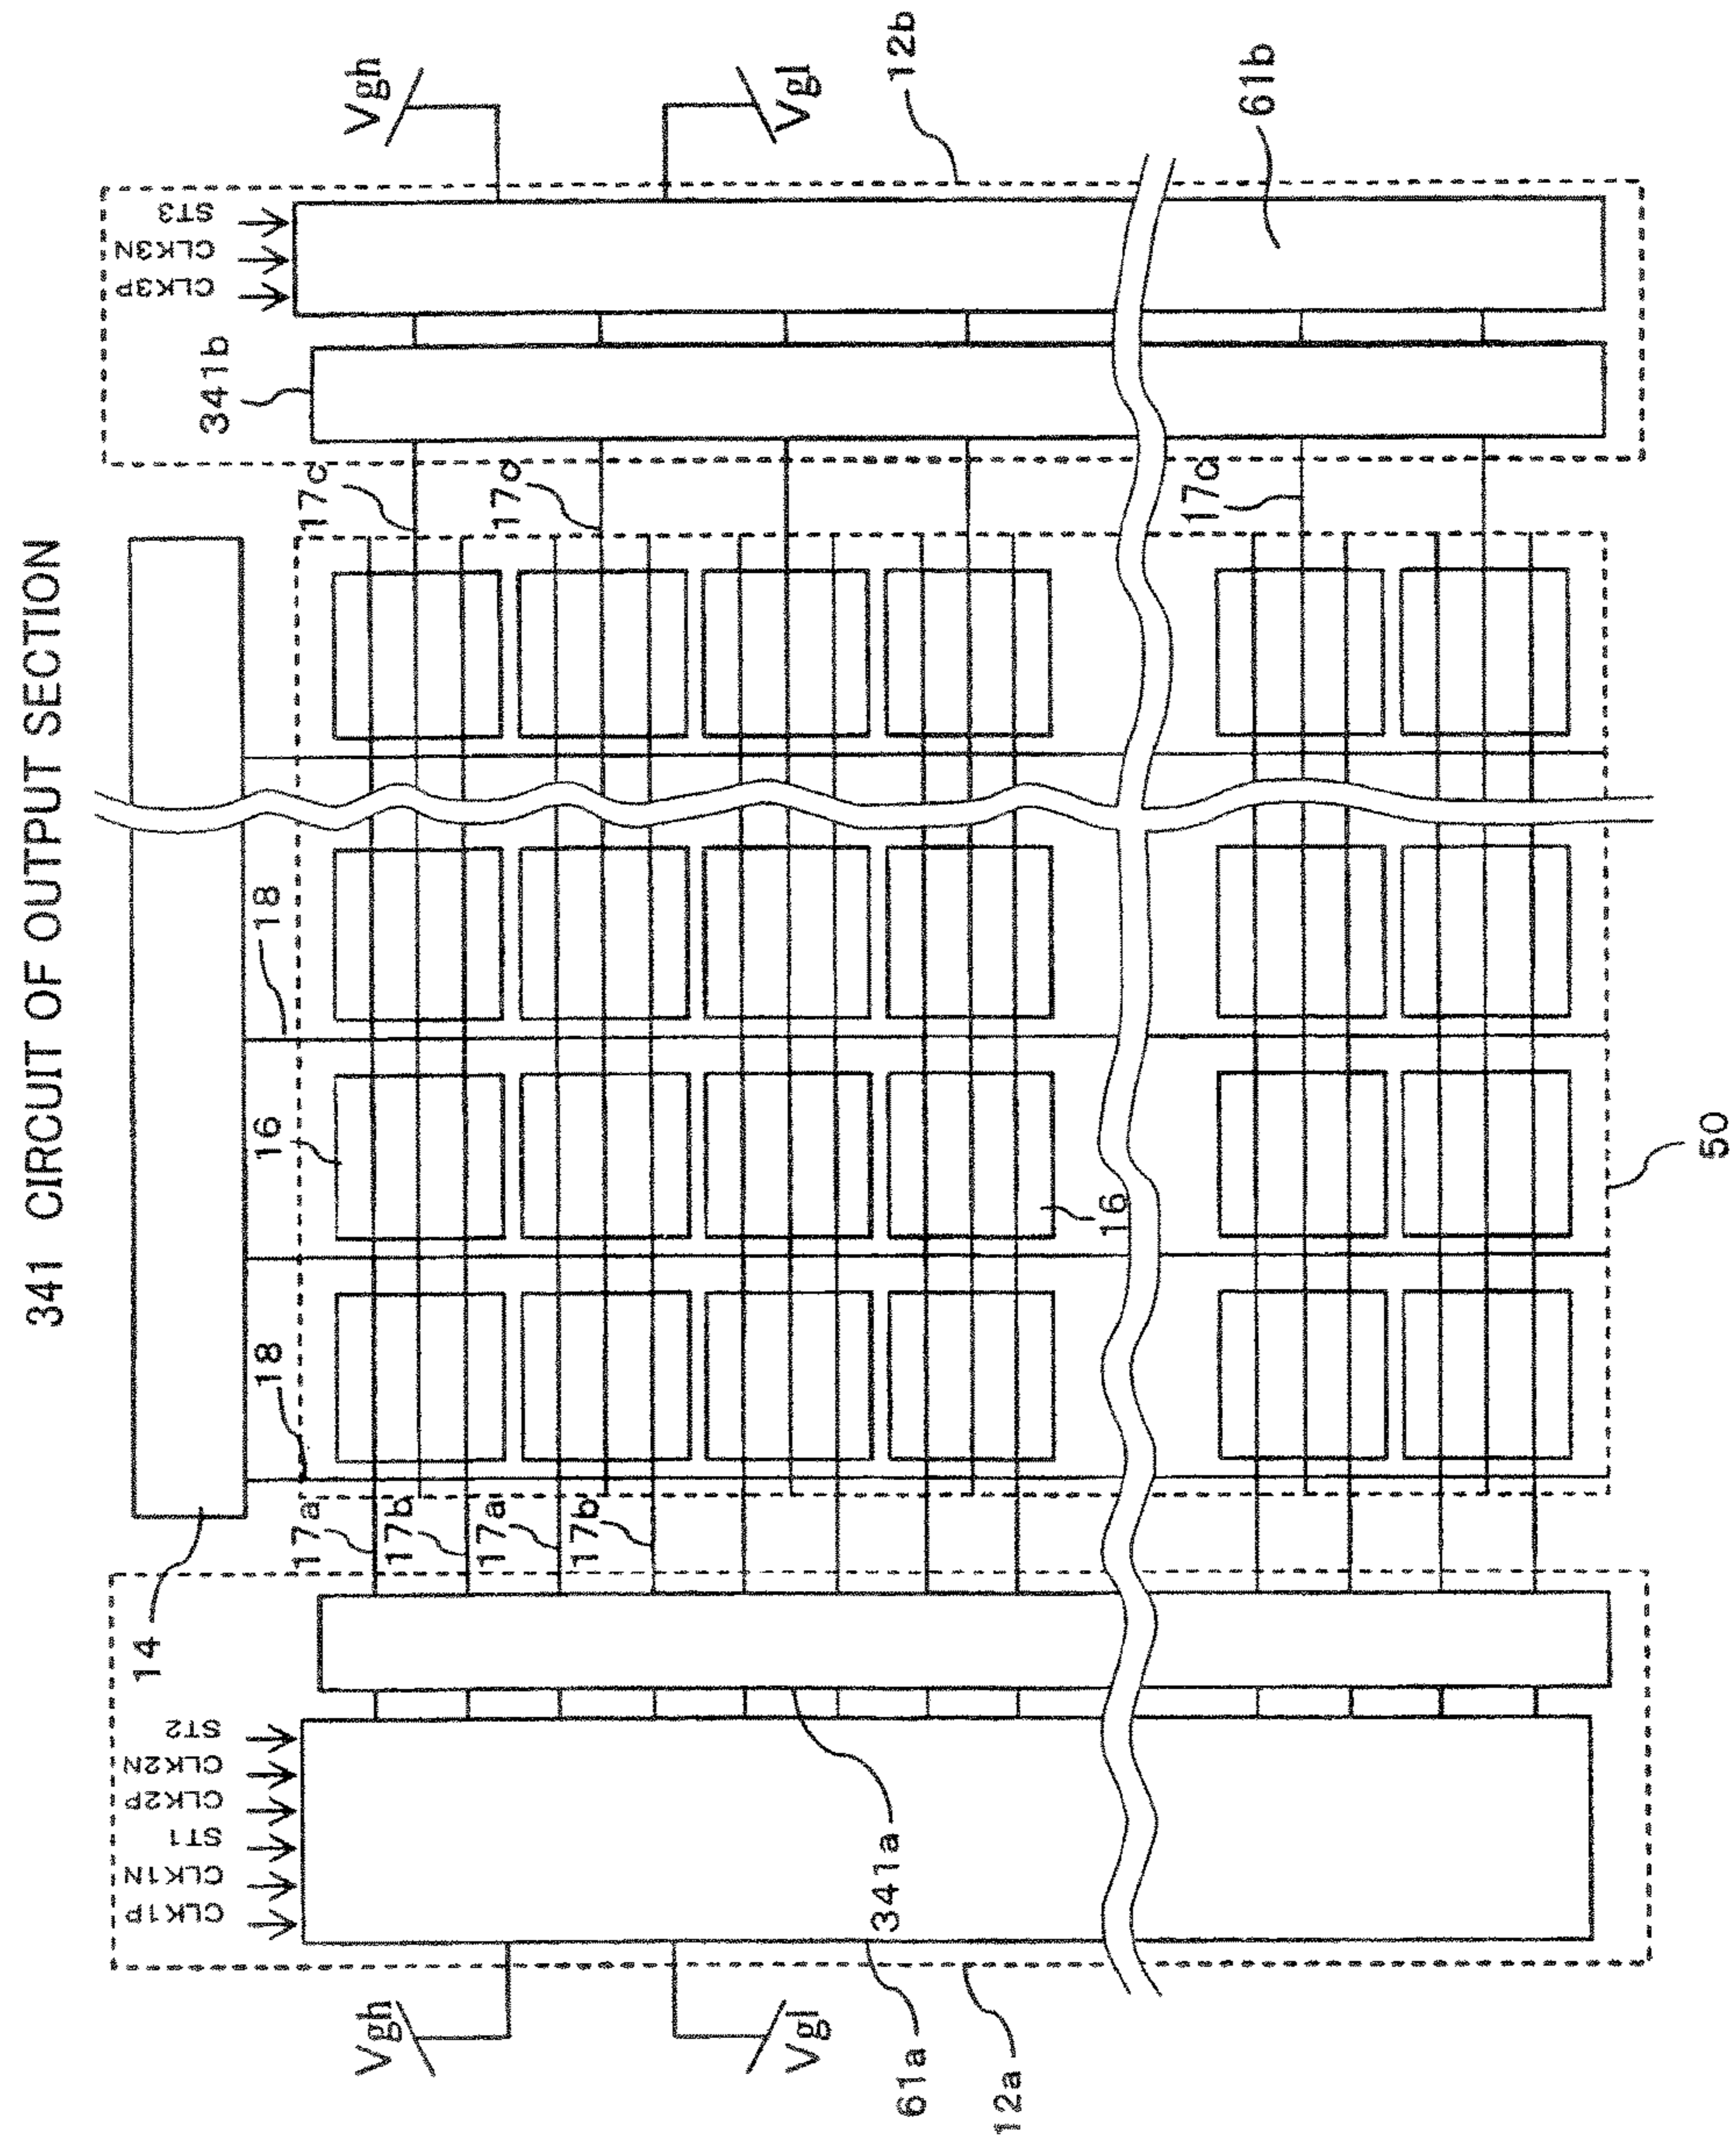 341 CIRCUIT OF OUTPUT SECTION
Vgh
Vgl
12b
61b
ST3
CLK3N
CLK3P
341b
17c
17c
17c
18
16
16
18
50
14
17a
17b
17a
17b
ST2
CLK2N
CLK2P
ST1
CLK1N
CLK1P
341a
Vgh
Vgl
61a
12a